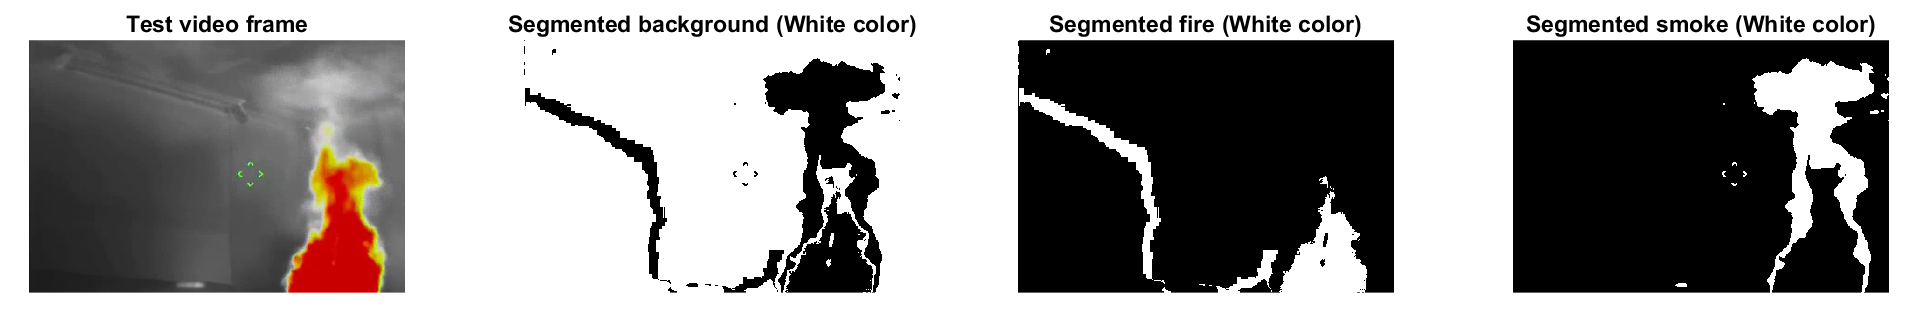 Test video frame
Segmented background (White color)
Segmented fire (White color)
Segmented smoke (White color)